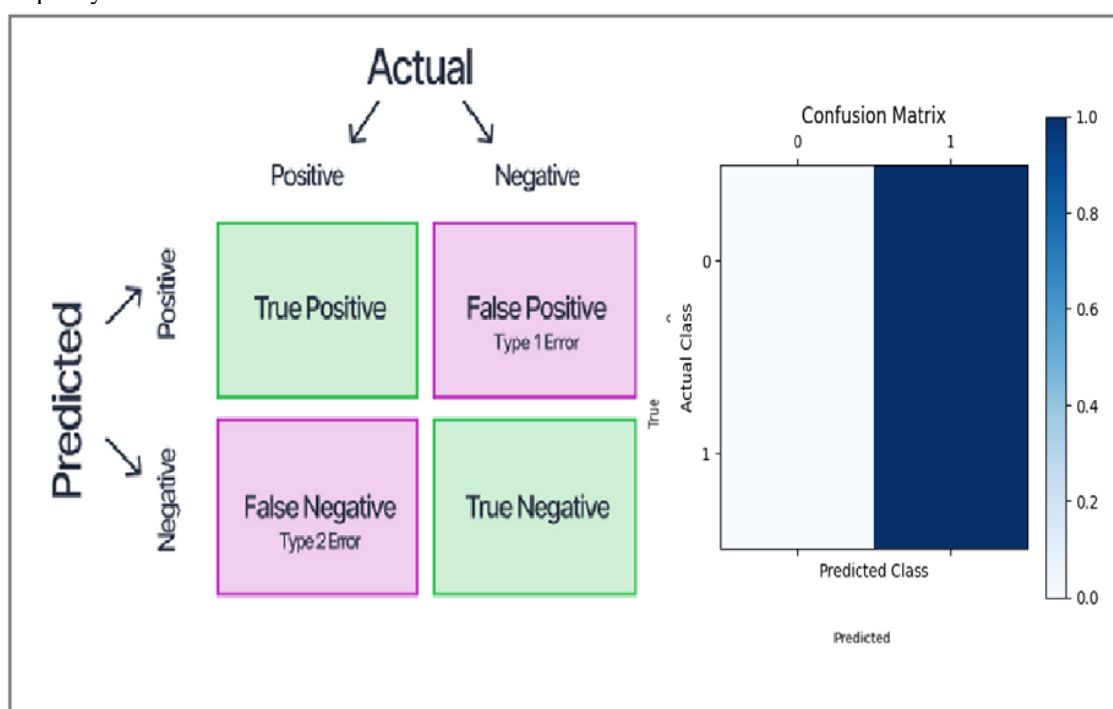 Actual
Positive
Negative
Predicted
Positive
Negative
True Positive
False Positive
Type 1 Error
False Negative
Type 2 Error
True Negative
Confusion Matrix
0
1
0
1
Actual Class
True
Predicted Class
Predicted
1.0
0.8
0.6
0.4
0.2
0.0